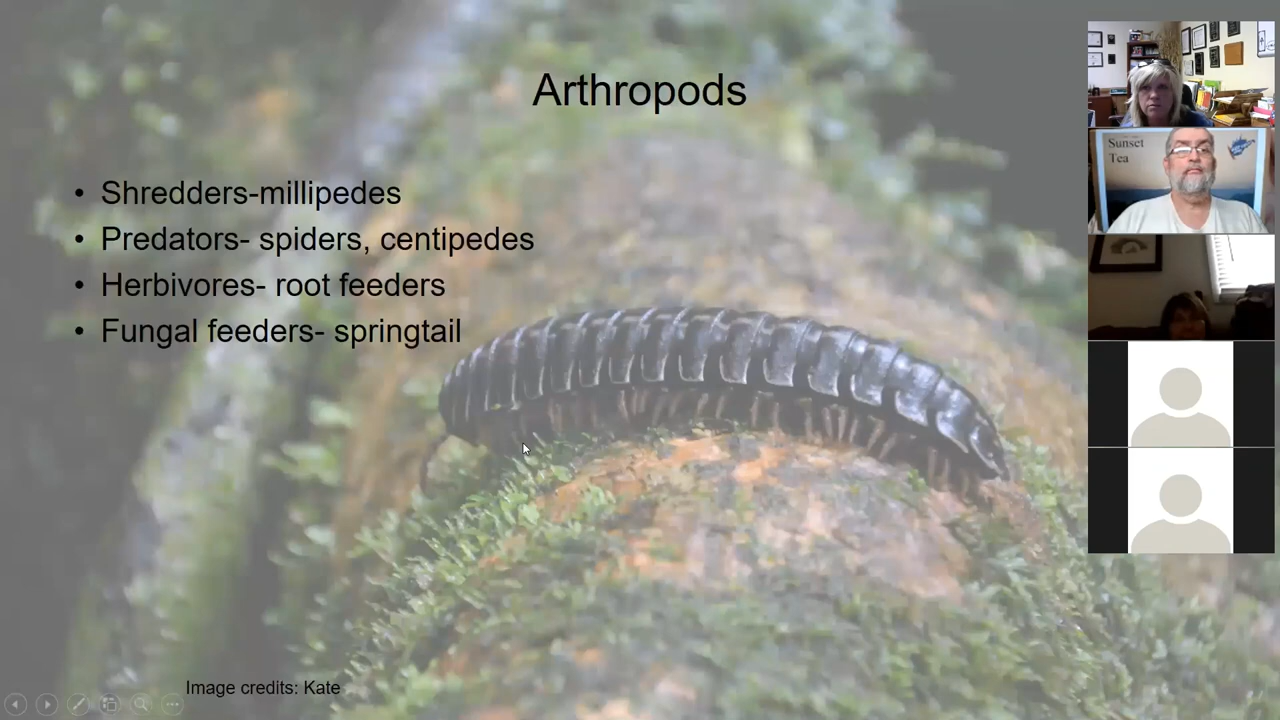 Arthropods
• Shredders-millipedes
• Predators- spiders, centipedes
• Herbivores- root feeders
• Fungal feeders- springtail
Image credits: Kate
Sunset
Tea